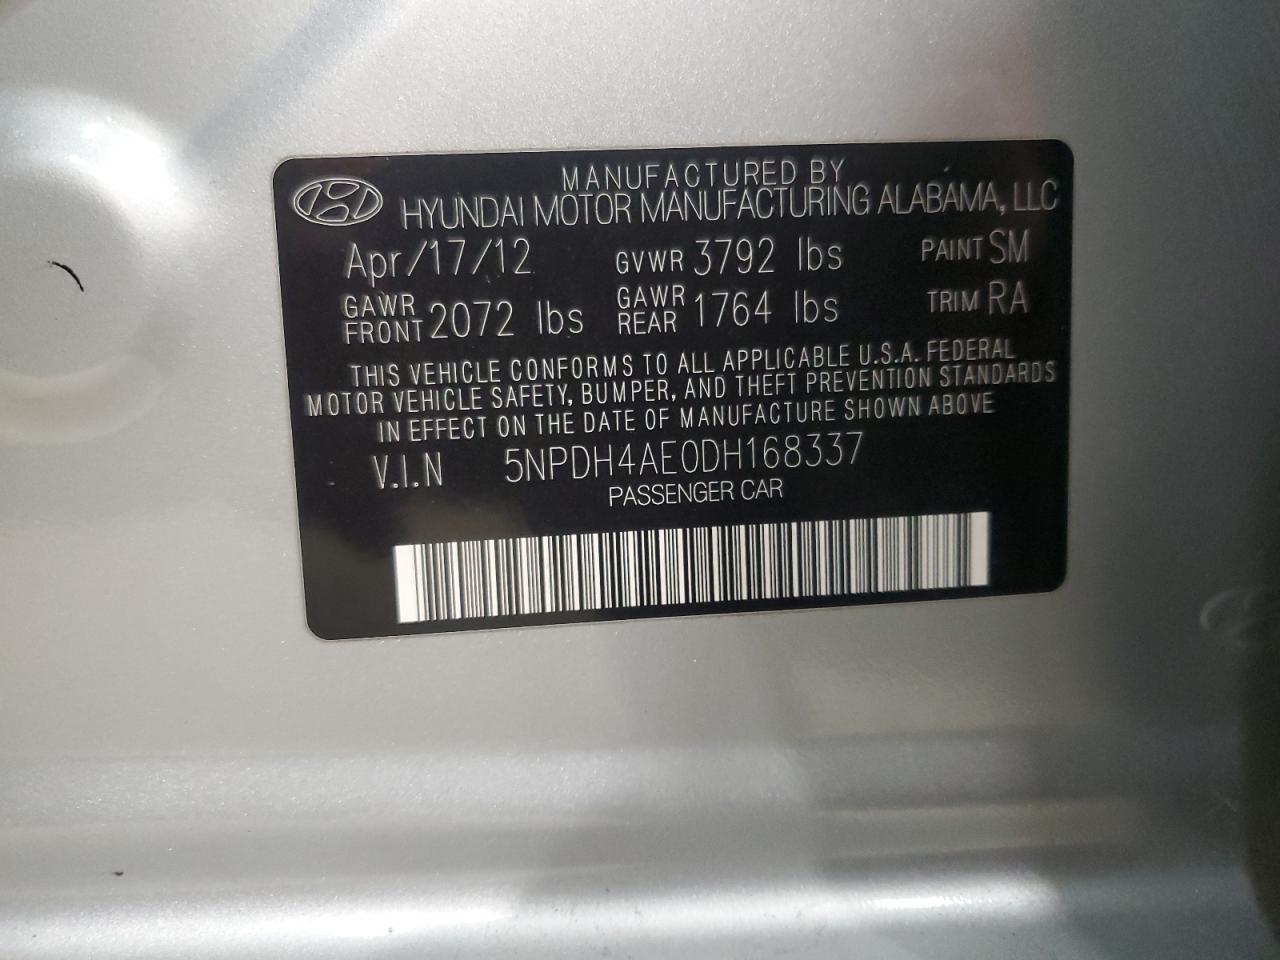 MANUFACTURED BY
HYUNDAI MOTOR MANUFACTURING ALABAMA, LLC
Apr/17/12 GVWR 3792 lbs PAINT SM
GAWR FRONT 2072 lbs GAWR REAR 1764 lbs TRIM RA
THIS VEHICLE CONFORMS TO ALL APPLICABLE U.S.A. FEDERAL
MOTOR VEHICLE SAFETY, BUMPER, AND THEFT PREVENTION STANDARDS
IN EFFECT ON THE DATE OF MANUFACTURE SHOWN ABOVE
V.I.N 5NPDH4AE0DH168337
PASSENGER CAR